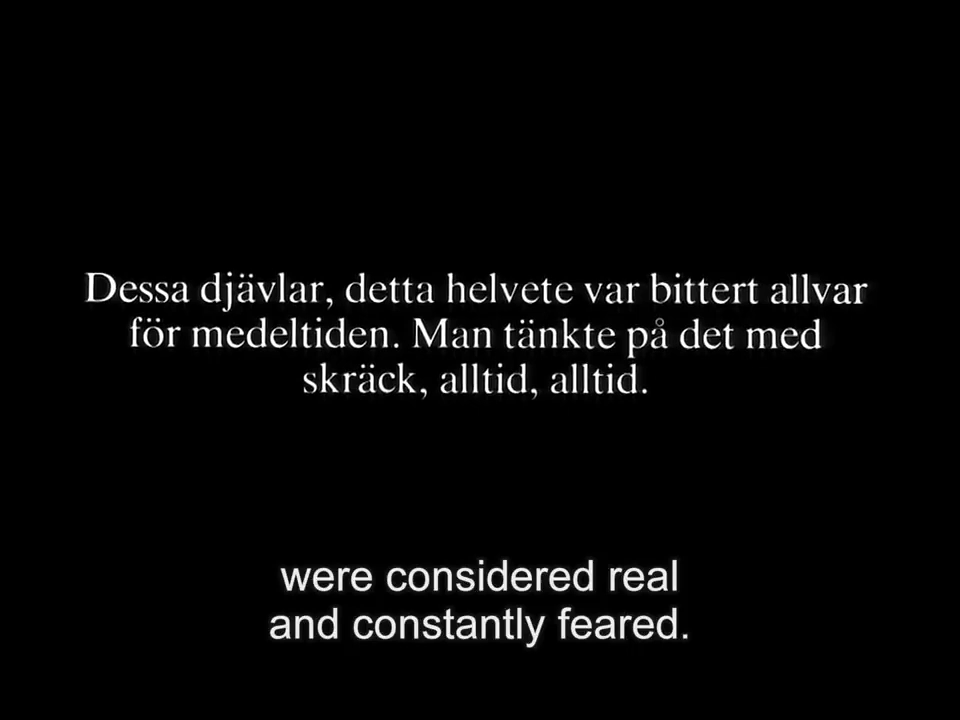 Dessa djävlar, detta helvete var bittert allvar
för medeltiden. Man tänkte på det med
skräck, alltid, alltid.
were considered real
and constantly feared.